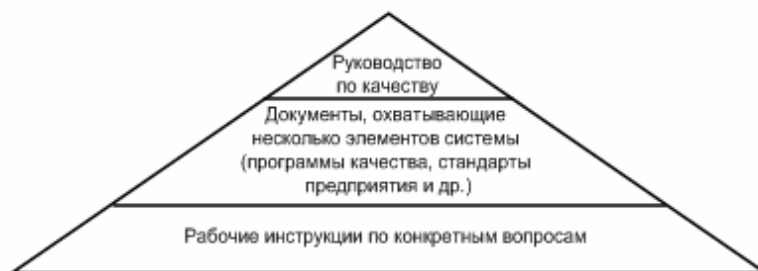 Руководство
по качеству
Документы, охватывающие
несколько элементов системы
(программы качества, стандарты
предприятия и др.)
Рабочие инструкции по конкретным вопросам